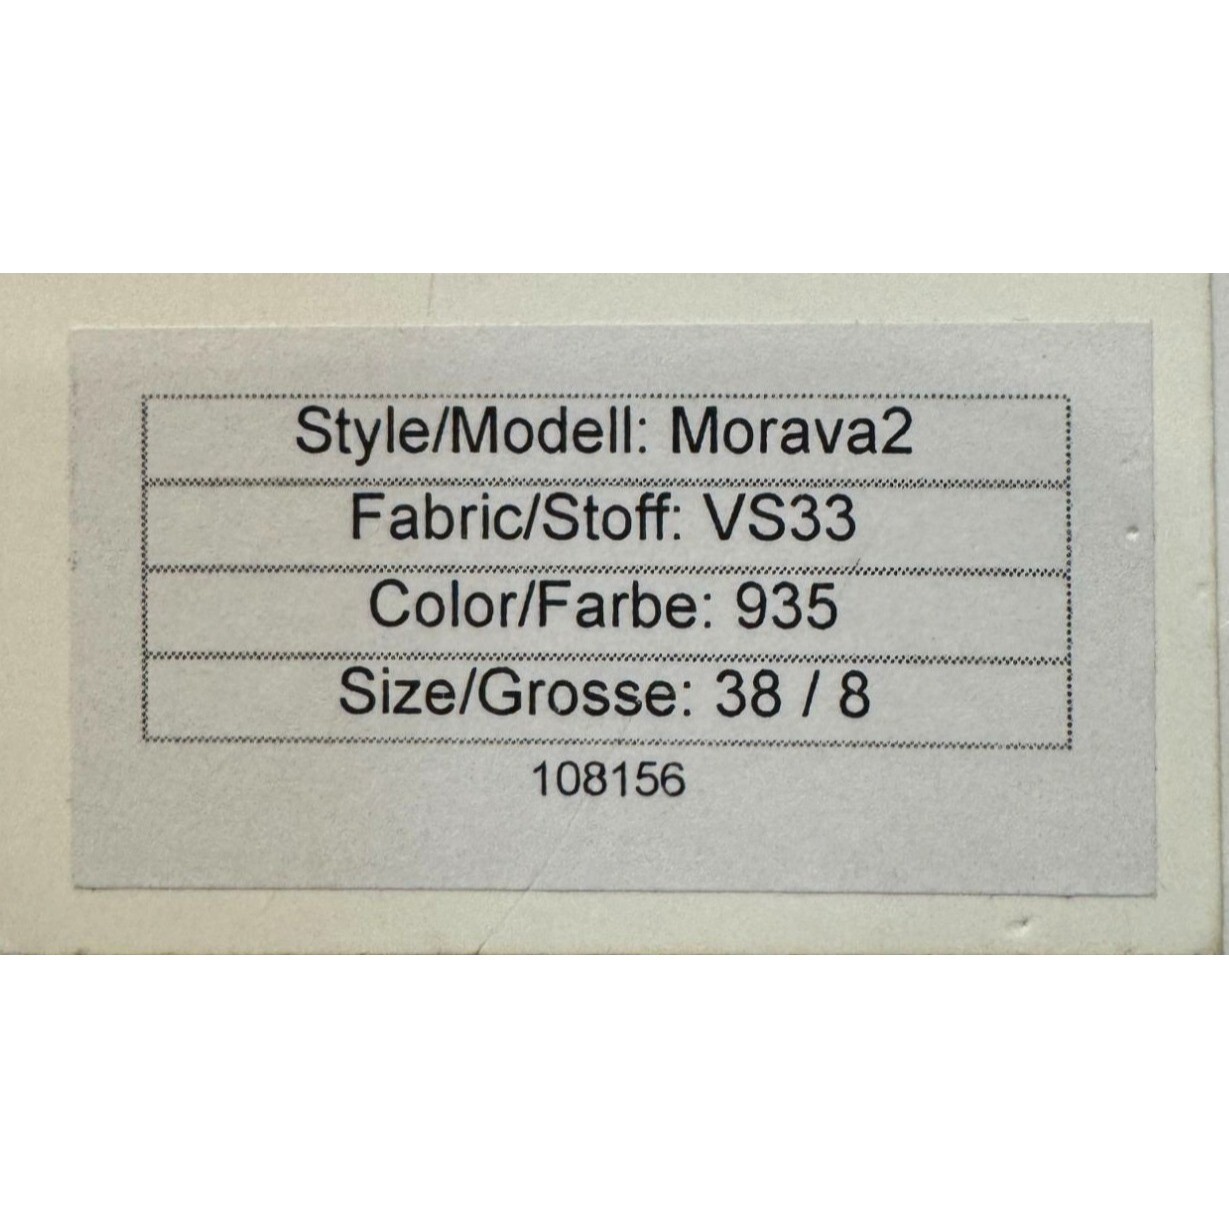 Style/Modell: Morava2
Fabric/Stoff: VS33
Color/Farbe: 935
Size/Grosse: 38 / 8
108156